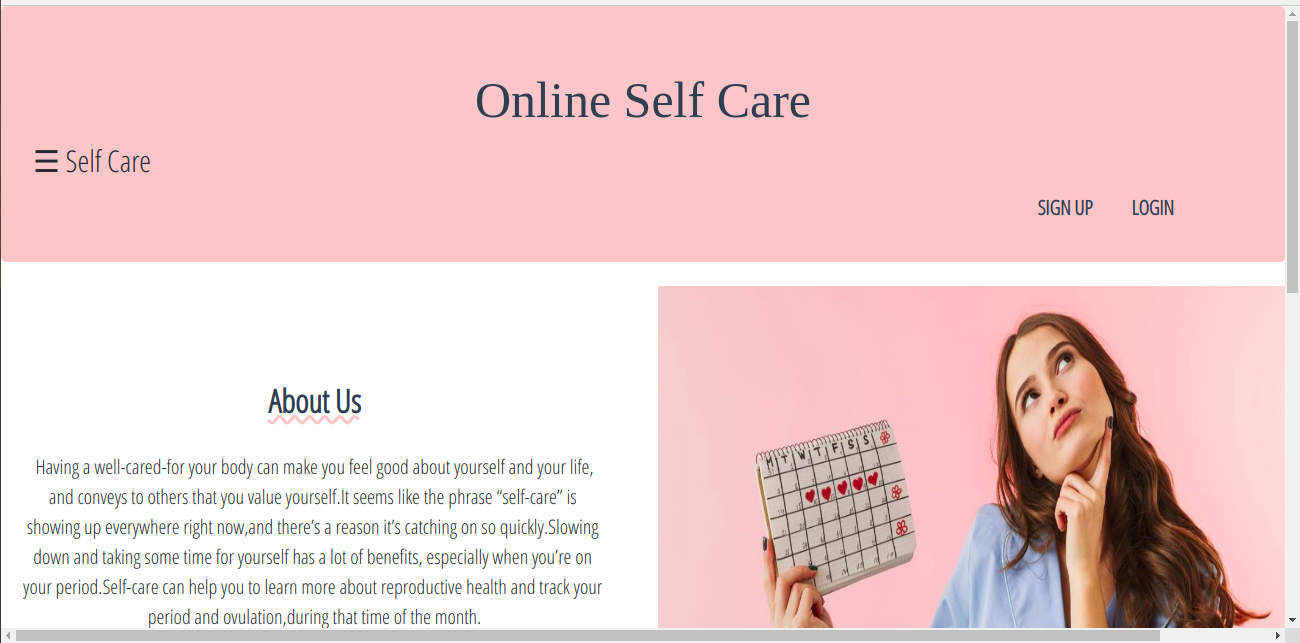 Online Self Care
☰ Self Care
SIGN UP LOGIN
About Us
Having a well-cared-for your body can make you feel good about yourself and your life,
and conveys to others that you value yourself.It seems like the phrase “self-care” is
showing up everywhere right now,and there’s a reason it’s catching on so quickly.Slowing
down and taking some time for yourself has a lot of benefits, especially when you’re on
your period.Self-care can help you to learn more about reproductive health and track your
period and ovulation,during that time of the month.
M T W T F S S